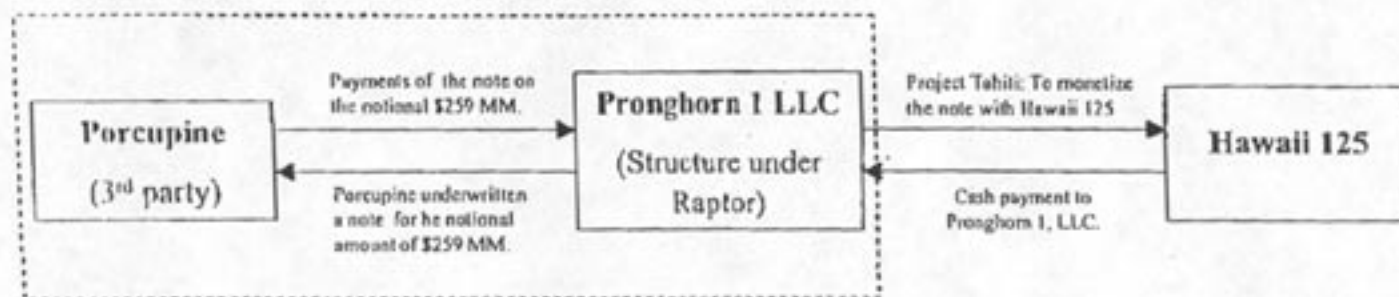 Payments of the note on
the notional $259 MM.
Porcupine
(3rd party)
Porcupine underwritten
a note for he notional
amount of $259 MM.
Pronghorn 1 LLC
(Structure under
Raptor)
Project Tahiti: To monetize
the note with Hawaii 125
Cash payment to
Pronghorn 1, LLC.
Hawaii 125